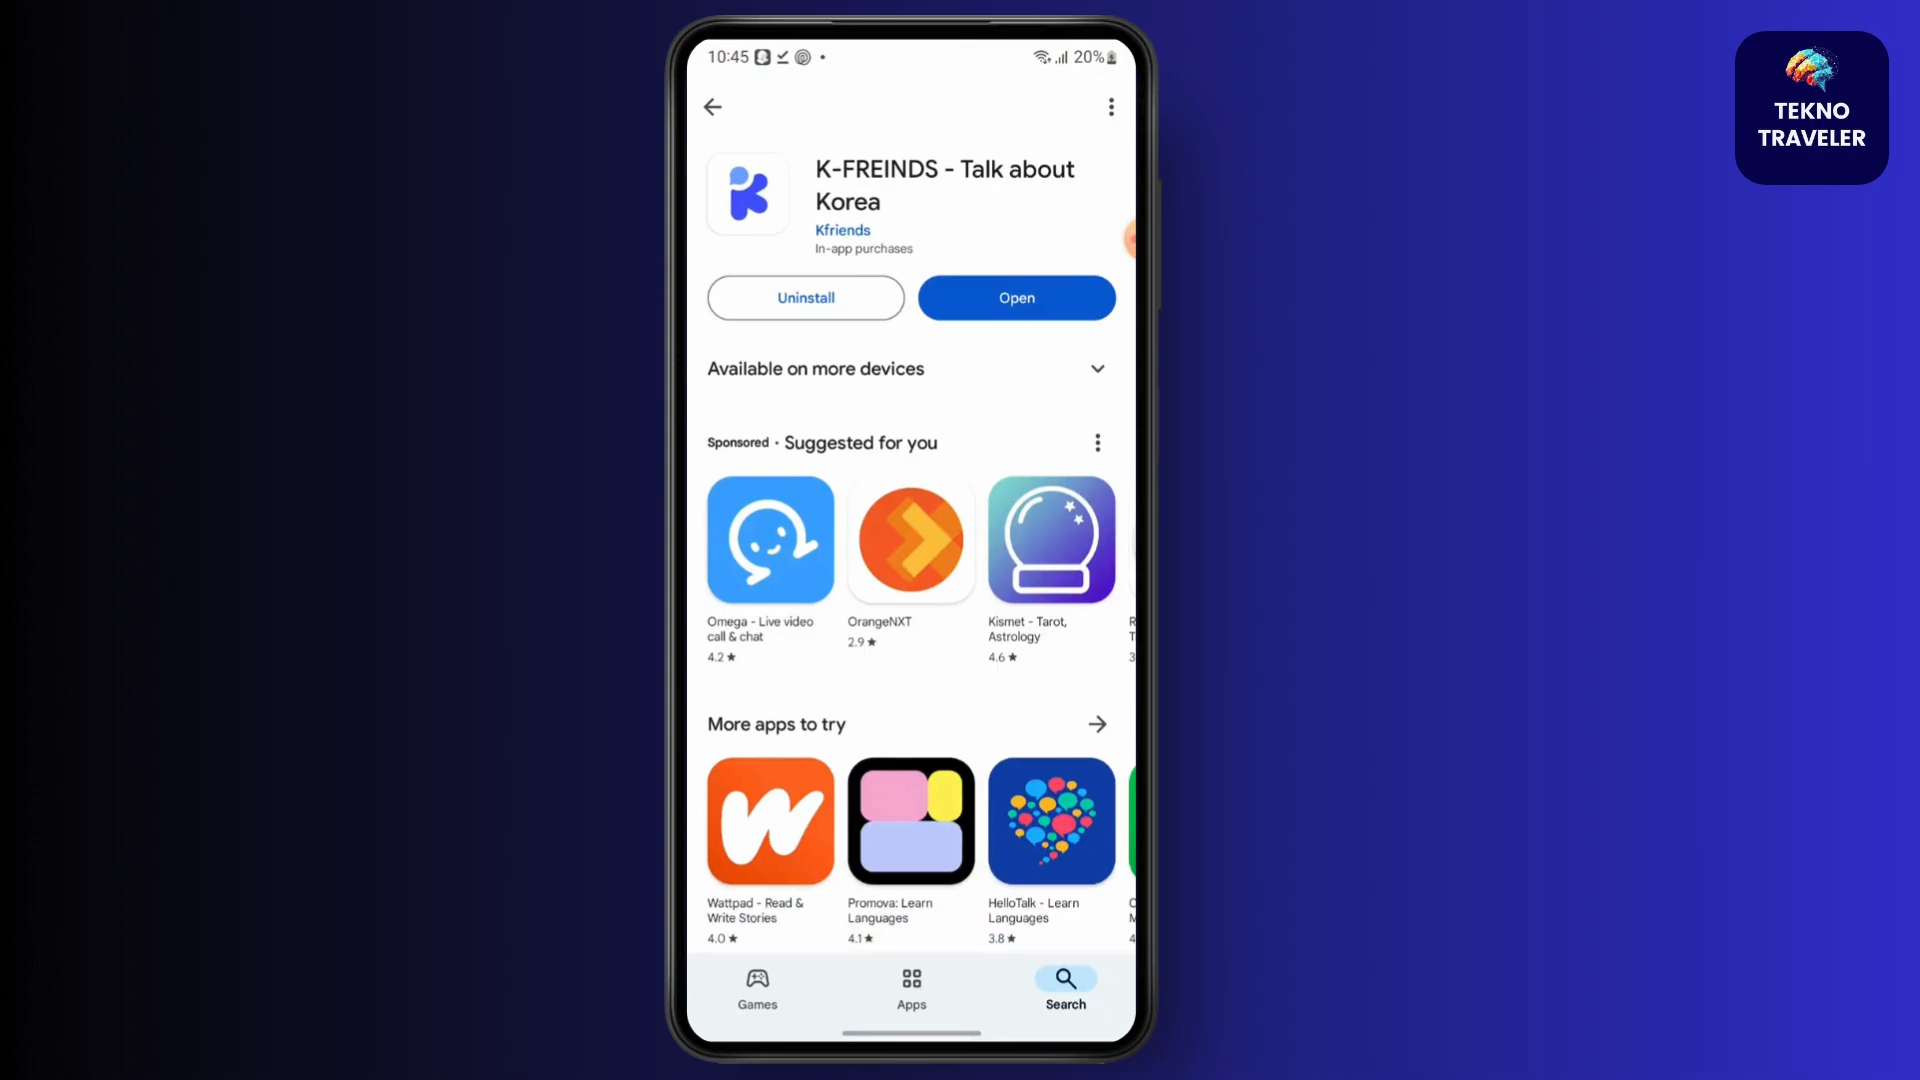 10:45
20%
TEKNO
TRAVELER
K-FREINDS - Talk about
Korea
Kfriends
In-app purchases
Uninstall
Open
Available on more devices
Sponsored · Suggested for you
Omega - Live video
call & chat
4.2 ★
OrangeNXT
2.9 ★
Kismet - Tarot,
Astrology
4.6 ★
R
T
3
More apps to try
Wattpad - Read &
Write Stories
4.0 ★
Promova: Learn
Languages
4.1 ★
HelloTalk - Learn
Languages
3.8 ★
M
4
Games
Apps
Search